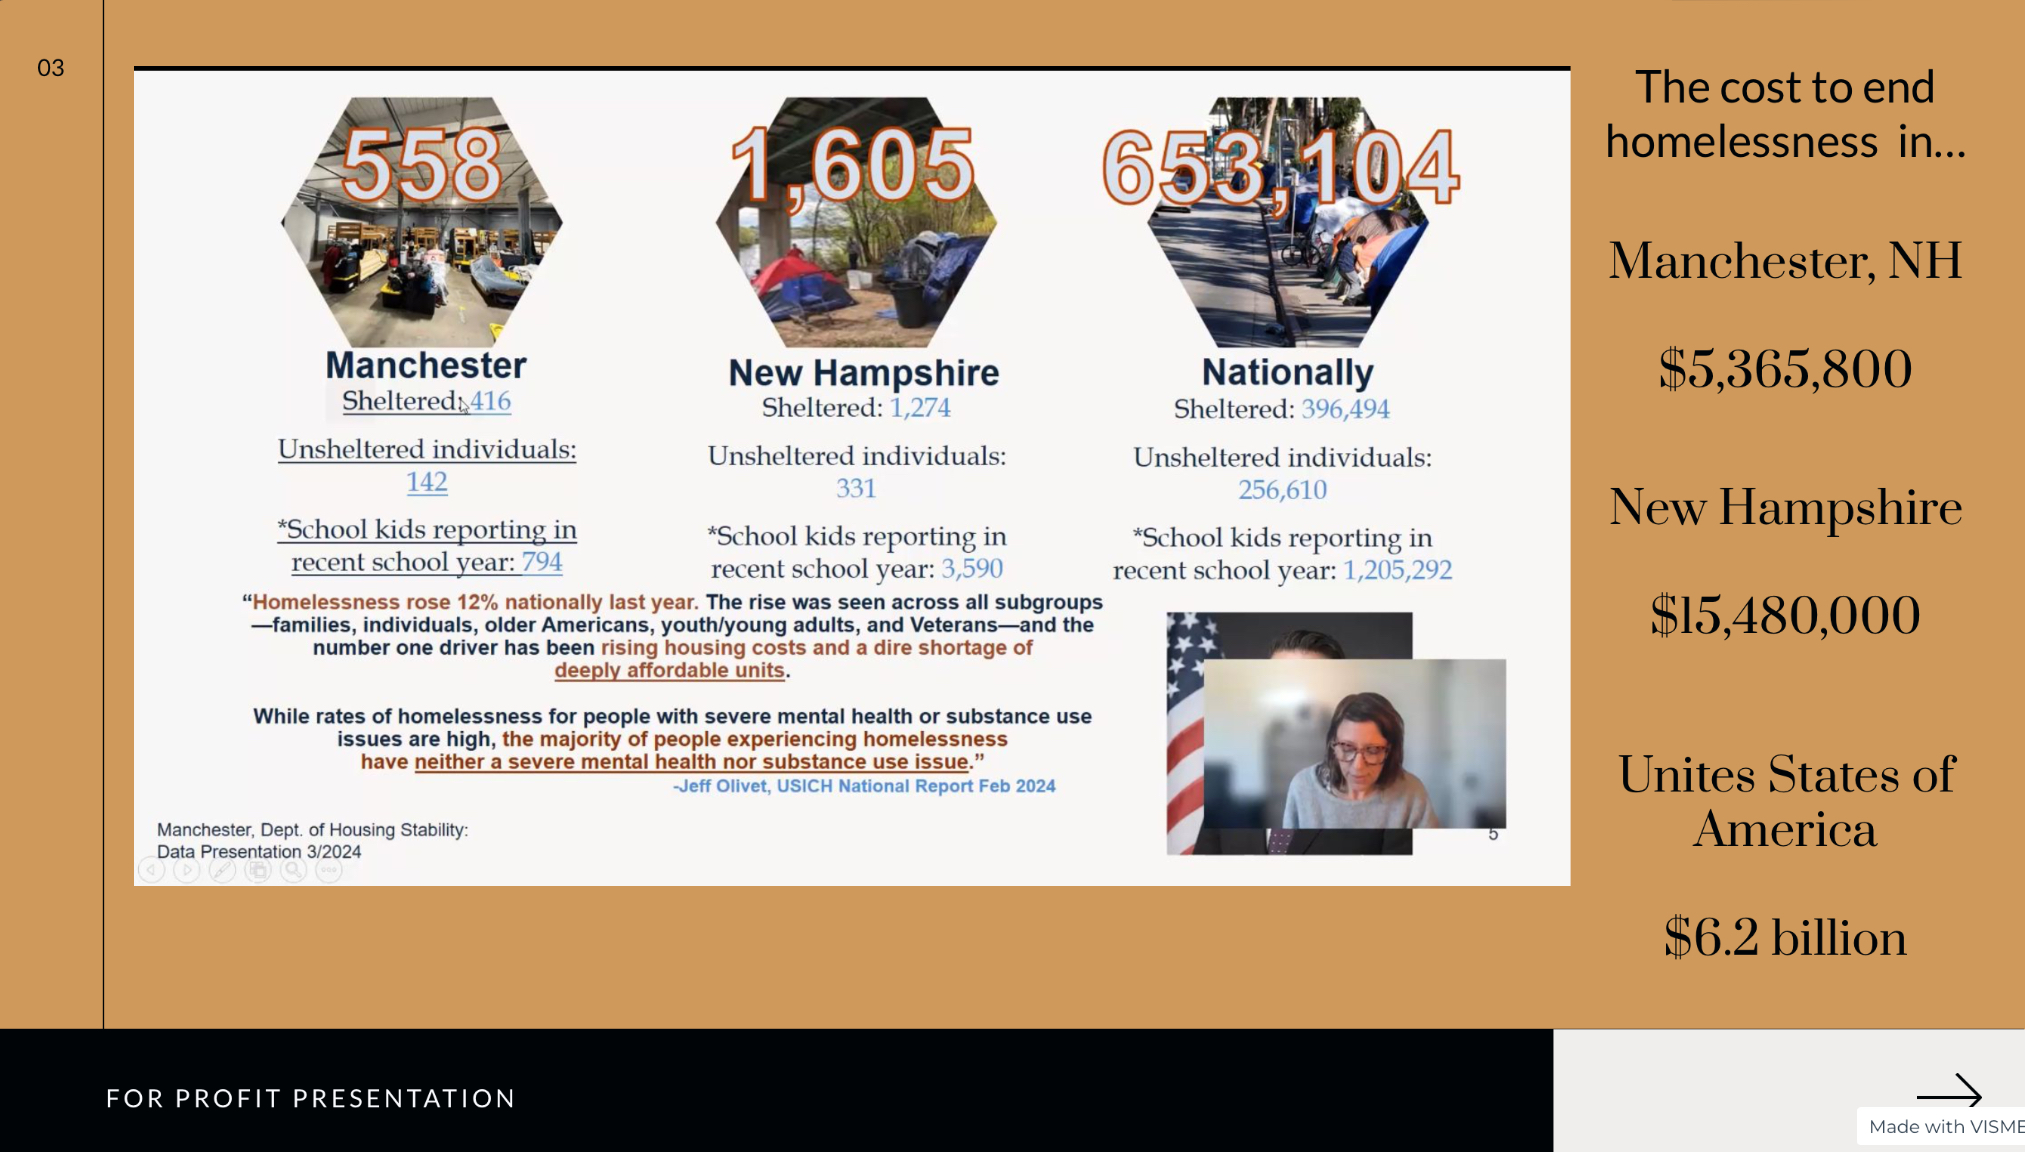 03
558
Manchester
Sheltered: 416
Unsheltered individuals:
142
*School kids reporting in
recent school year: 794
1,605
New Hampshire
Sheltered: 1,274
Unsheltered individuals:
331
*School kids reporting in
recent school year: 3,590
653,104
Nationally
Sheltered: 396,494
Unsheltered individuals:
256,610
*School kids reporting in
recent school year: 1,205,292
“Homelessness rose 12% nationally last year. The rise was seen across all subgroups
—families, individuals, older Americans, youth/young adults, and Veterans—and the
number one driver has been rising housing costs and a dire shortage of
deeply affordable units.
While rates of homelessness for people with severe mental health or substance use
issues are high, the majority of people experiencing homelessness
have neither a severe mental health nor substance use issue.”
-Jeff Olivet, USICH National Report Feb 2024
Manchester, Dept. of Housing Stability:
Data Presentation 3/2024
5
The cost to end
homelessness in...
Manchester, NH
$5,365,800
New Hampshire
$15,480,000
Unites States of
America
$6.2 billion
FOR PROFIT PRESENTATION
Made with VISME